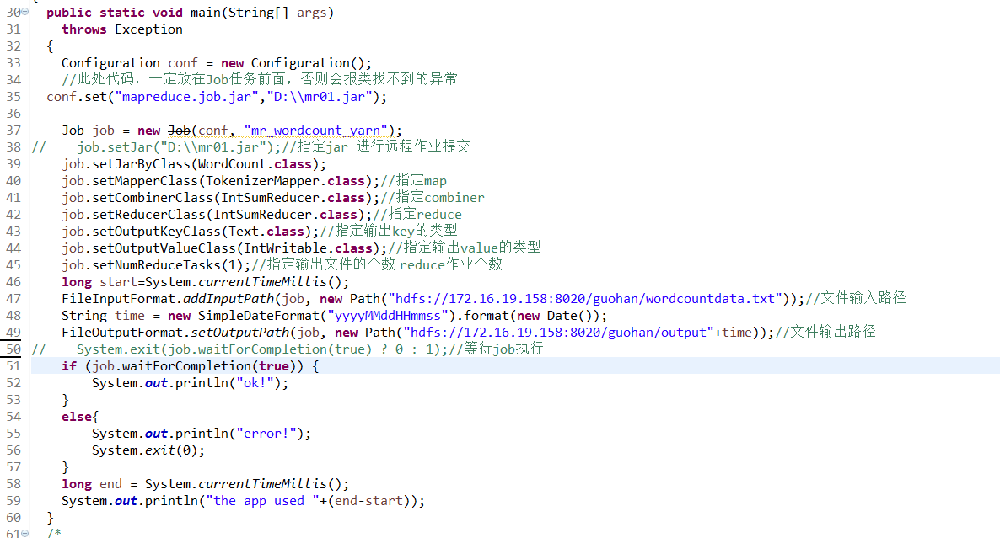 30 public static void main(String[] args)
31 throws Exception
32 {
33 Configuration conf = new Configuration();
34 //此处代码，一定放在Job任务前面，否则会报类找不到的异常
35 conf.set("mapreduce.job.jar","D:\\mr01.jar");
36
37 Job job = new Job(conf, "mr_wordcount_yarn");
38 // job.setJar("D:\\mr01.jar");//指定jar 进行远程作业提交
39 job.setJarByClass(WordCount.class);
40 job.setMapperClass(TokenizerMapper.class);//指定map
41 job.setCombinerClass(IntSumReducer.class);//指定combiner
42 job.setReducerClass(IntSumReducer.class);//指定reduce
43 job.setOutputKeyClass(Text.class);//指定输出key的类型
44 job.setOutputValueClass(IntWritable.class);//指定输出value的类型
45 job.setNumReduceTasks(1);//指定输出文件的个数 reduce作业个数
46 long start=System.currentTimeMillis();
47 FileInputFormat.addInputPath(job, new Path("hdfs://172.16.19.158:8020/guohan/wordcountdata.txt"));//文件输入路径
48 String time = new SimpleDateFormat("yyyyMMddHHmmss").format(new Date());
49 FileOutputFormat.setOutputPath(job, new Path("hdfs://172.16.19.158:8020/guohan/output"+time));//文件输出路径
50 // System.exit(job.waitForCompletion(true) ? 0 : 1);//等待job执行
51 if (job.waitForCompletion(true)) {
52 System.out.println("ok!");
53 }
54 else{
55 System.out.println("error!");
56 System.exit(0);
57 }
58 long end = System.currentTimeMillis();
59 System.out.println("the app used "+(end-start));
60 }
61 /*